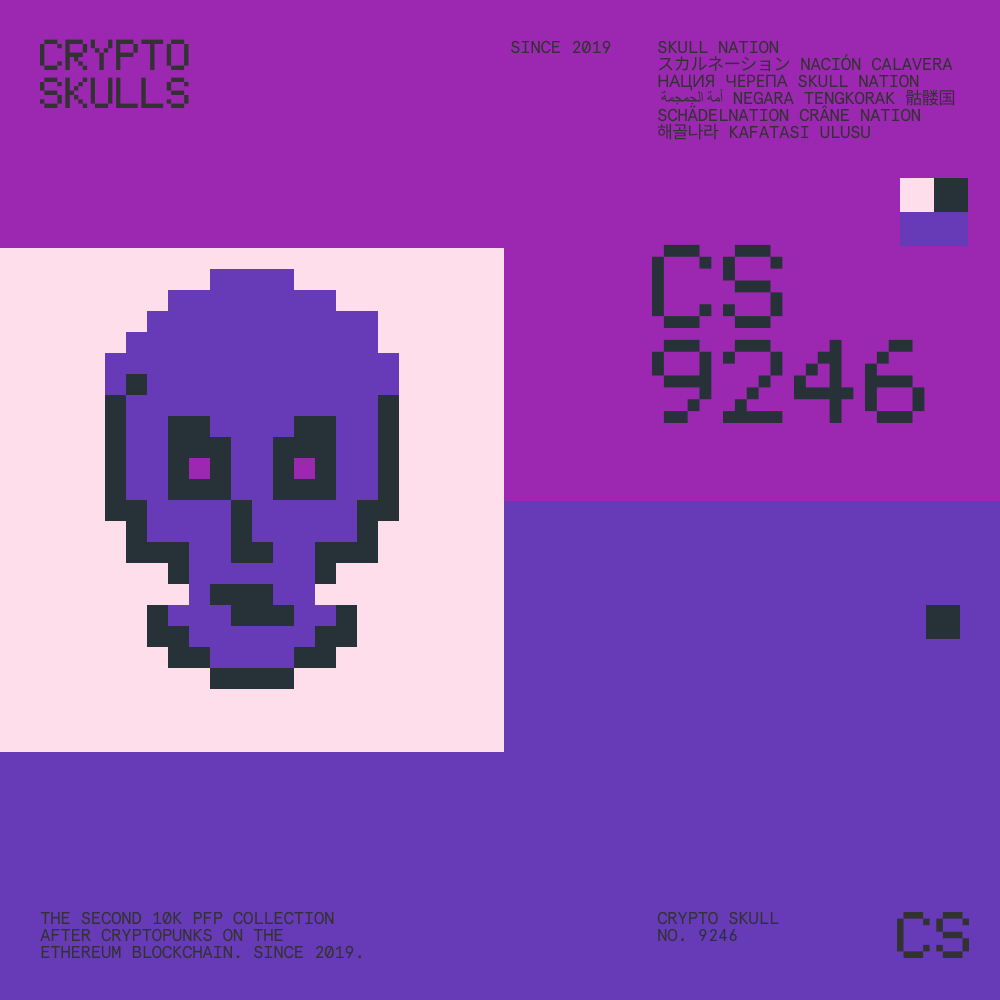 CRYPTO
SKULLS
SINCE 2019
SKULL NATION
スカルネーション NACIÓN CALAVERA
НАЦИЯ ЧЕРЕПА SKULL NATION
أمة الجمجمة NEGARA TENGKORAK 骷髅国
SCHÄDELNATION CRÂNE NATION
해골나라 KAFATASI ULUSU
CS
9246
THE SECOND 10K PFP COLLECTION
AFTER CRYPTOPUNKS ON THE
ETHEREUM BLOCKCHAIN. SINCE 2019.
CRYPTO SKULL
NO. 9246
CS